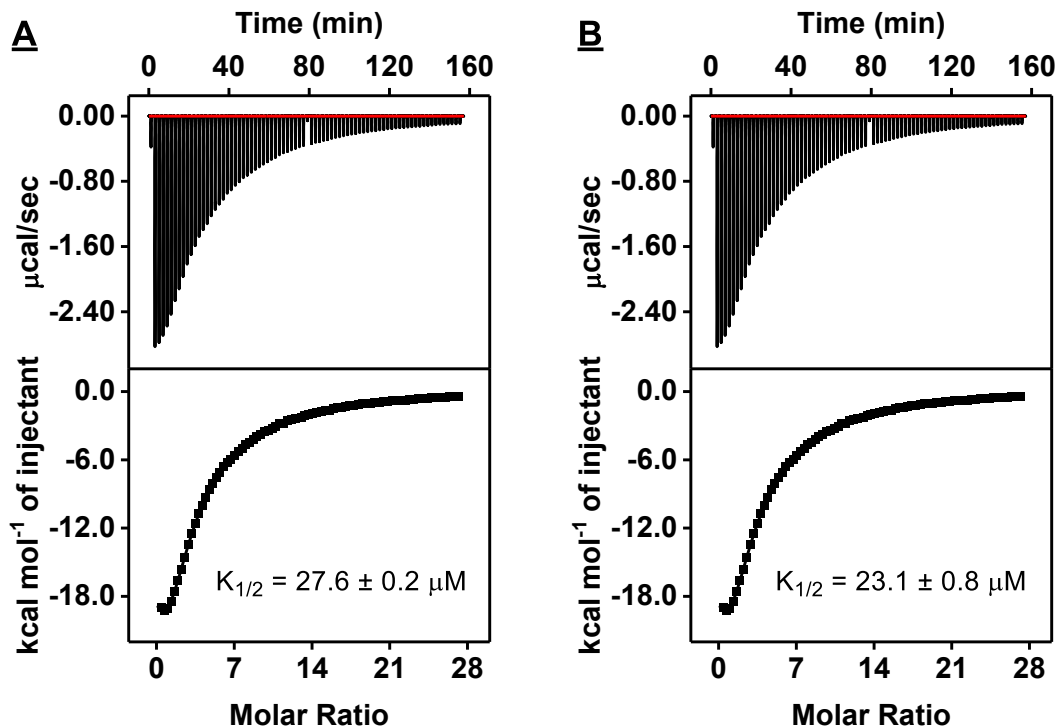 A
Time (min)
0 40 80 120 160
0.00
-0.80
-1.60
-2.40
μcal/sec
0.0
-6.0
-12.0
-18.0
kcal mol⁻¹ of injectant
K1/2 = 27.6 ± 0.2 μM
0 7 14 21 28
Molar Ratio
B
Time (min)
0 40 80 120 160
0.00
-0.80
-1.60
-2.40
μcal/sec
0.0
-6.0
-12.0
-18.0
kcal mol⁻¹ of injectant
K1/2 = 23.1 ± 0.8 μM
0 7 14 21 28
Molar Ratio